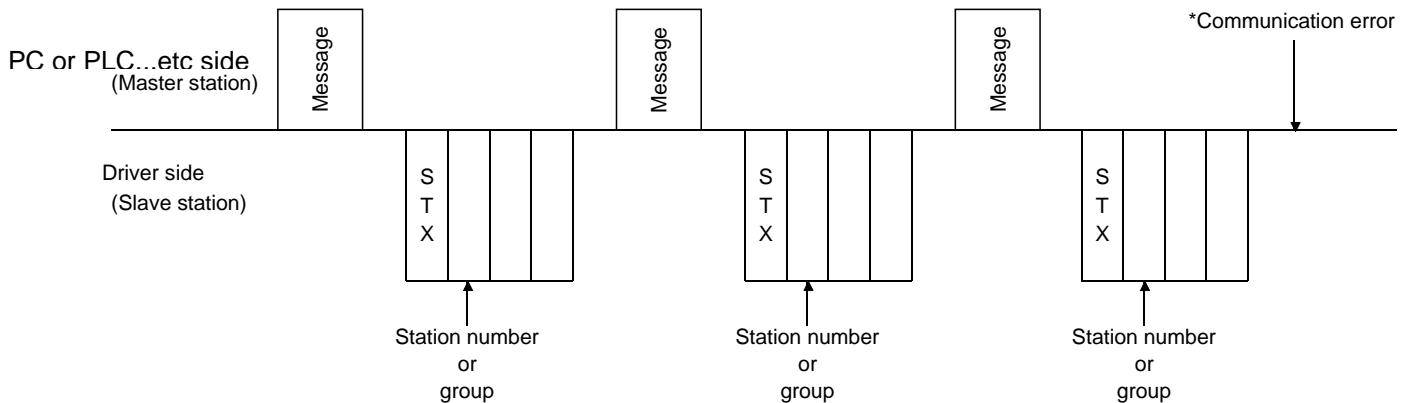 *Communication error
PC or PLC...etc side
(Master station)
Message
Message
Message
Driver side
(Slave station)
S
T
X
S
T
X
S
T
X
Station number
or
group
Station number
or
group
Station number
or
group